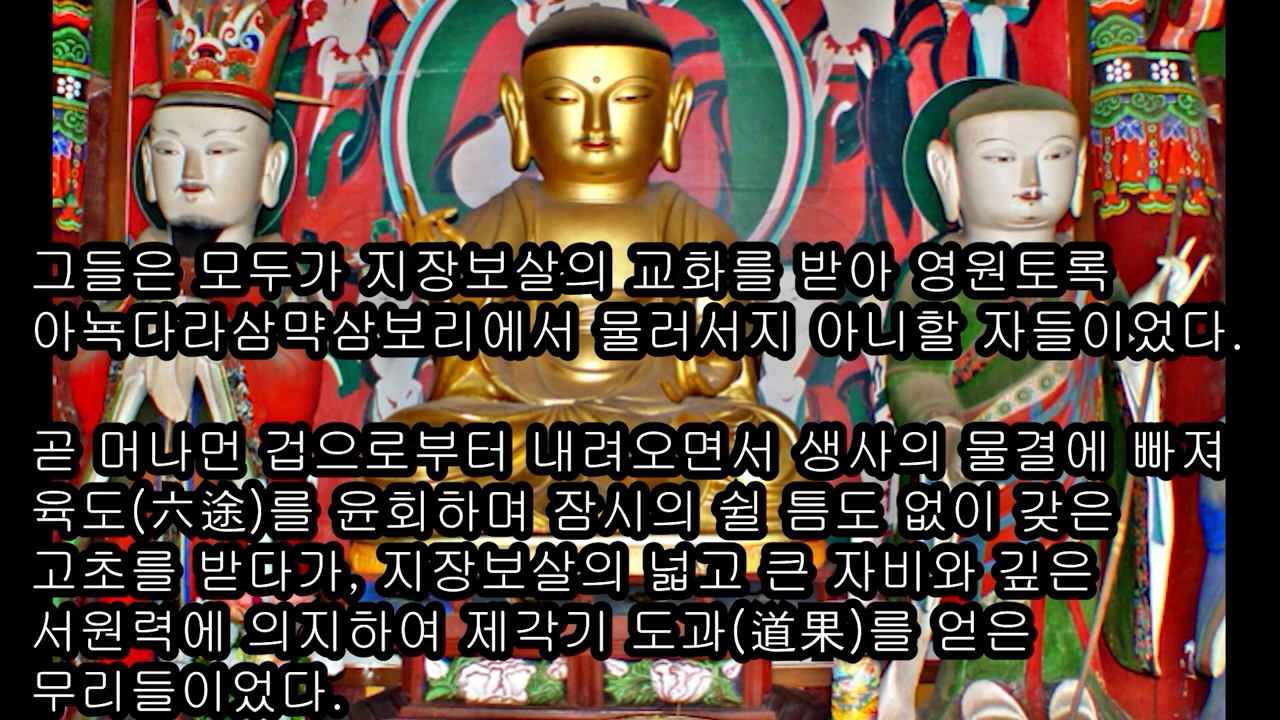 그들은 모두가 지장보살의 교화를 받아 영원토록
아뇩다라삼먁삼보리에서 물러서지 아니할 자들이었다.
곧 머나먼 겁으로부터 내려오면서 생사의 물결에 빠져
육도(六途)를 윤회하며 잠시의 쉴 틈도 없이 갖은
고초를 받다가, 지장보살의 넓고 큰 자비와 깊은
서원력에 의지하여 제각기 도과(道果)를 얻은
무리들이었다.